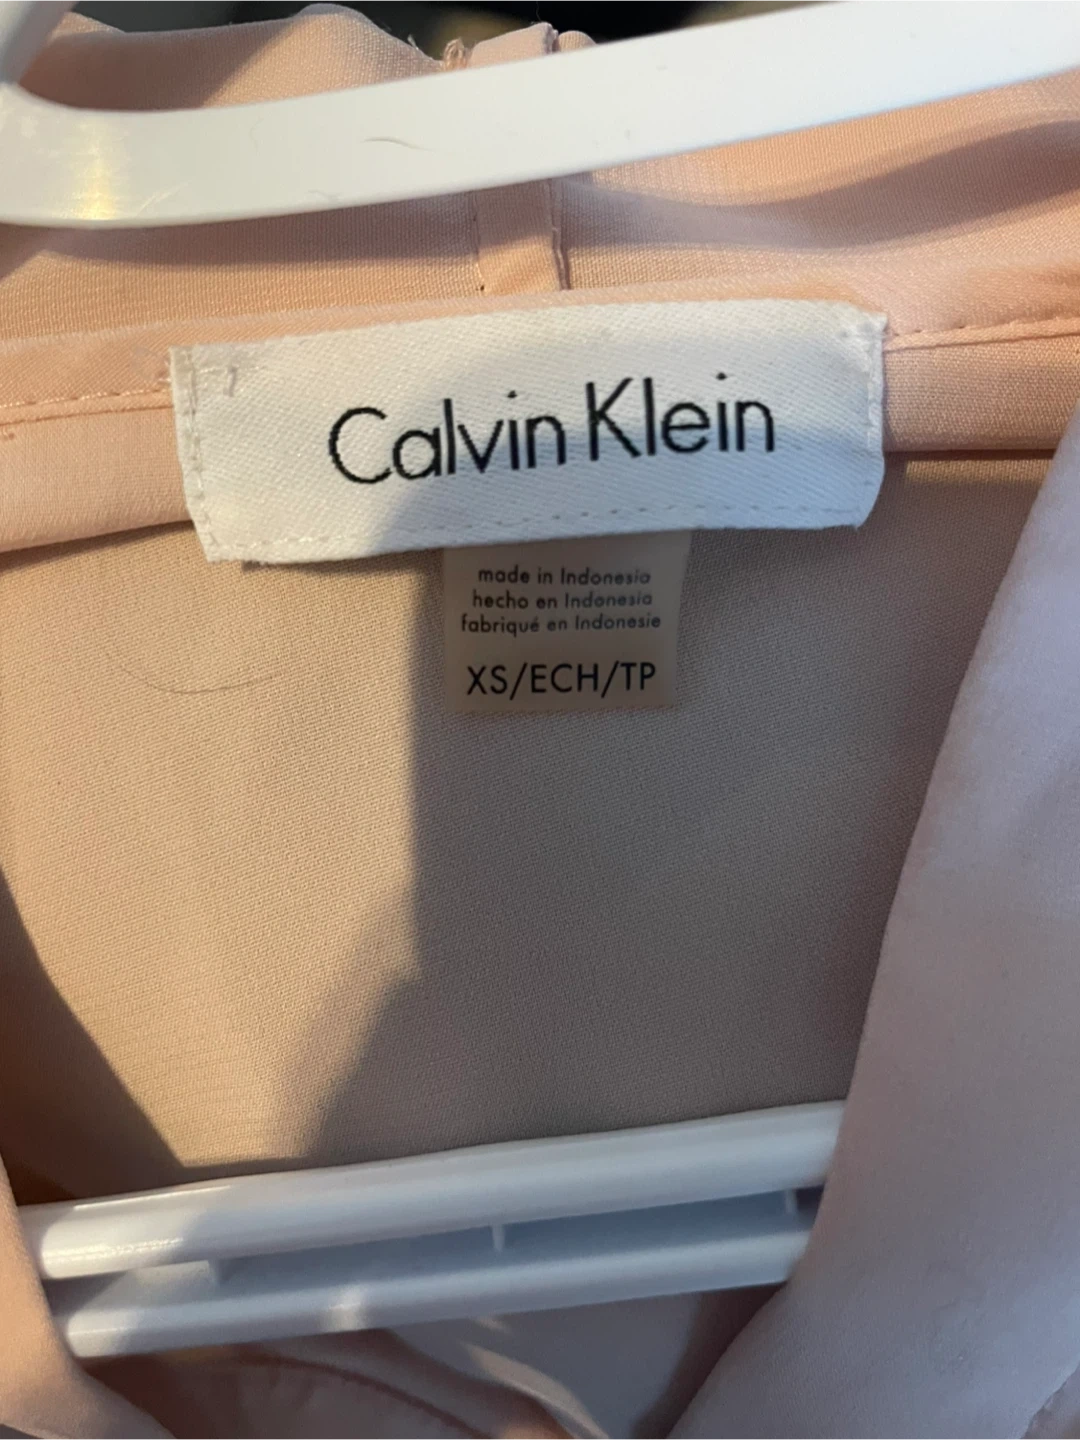 Calvin Klein
made in Indonesia
hecho en Indonesia
fabriqué en Indonesie
XS/ECH/TP